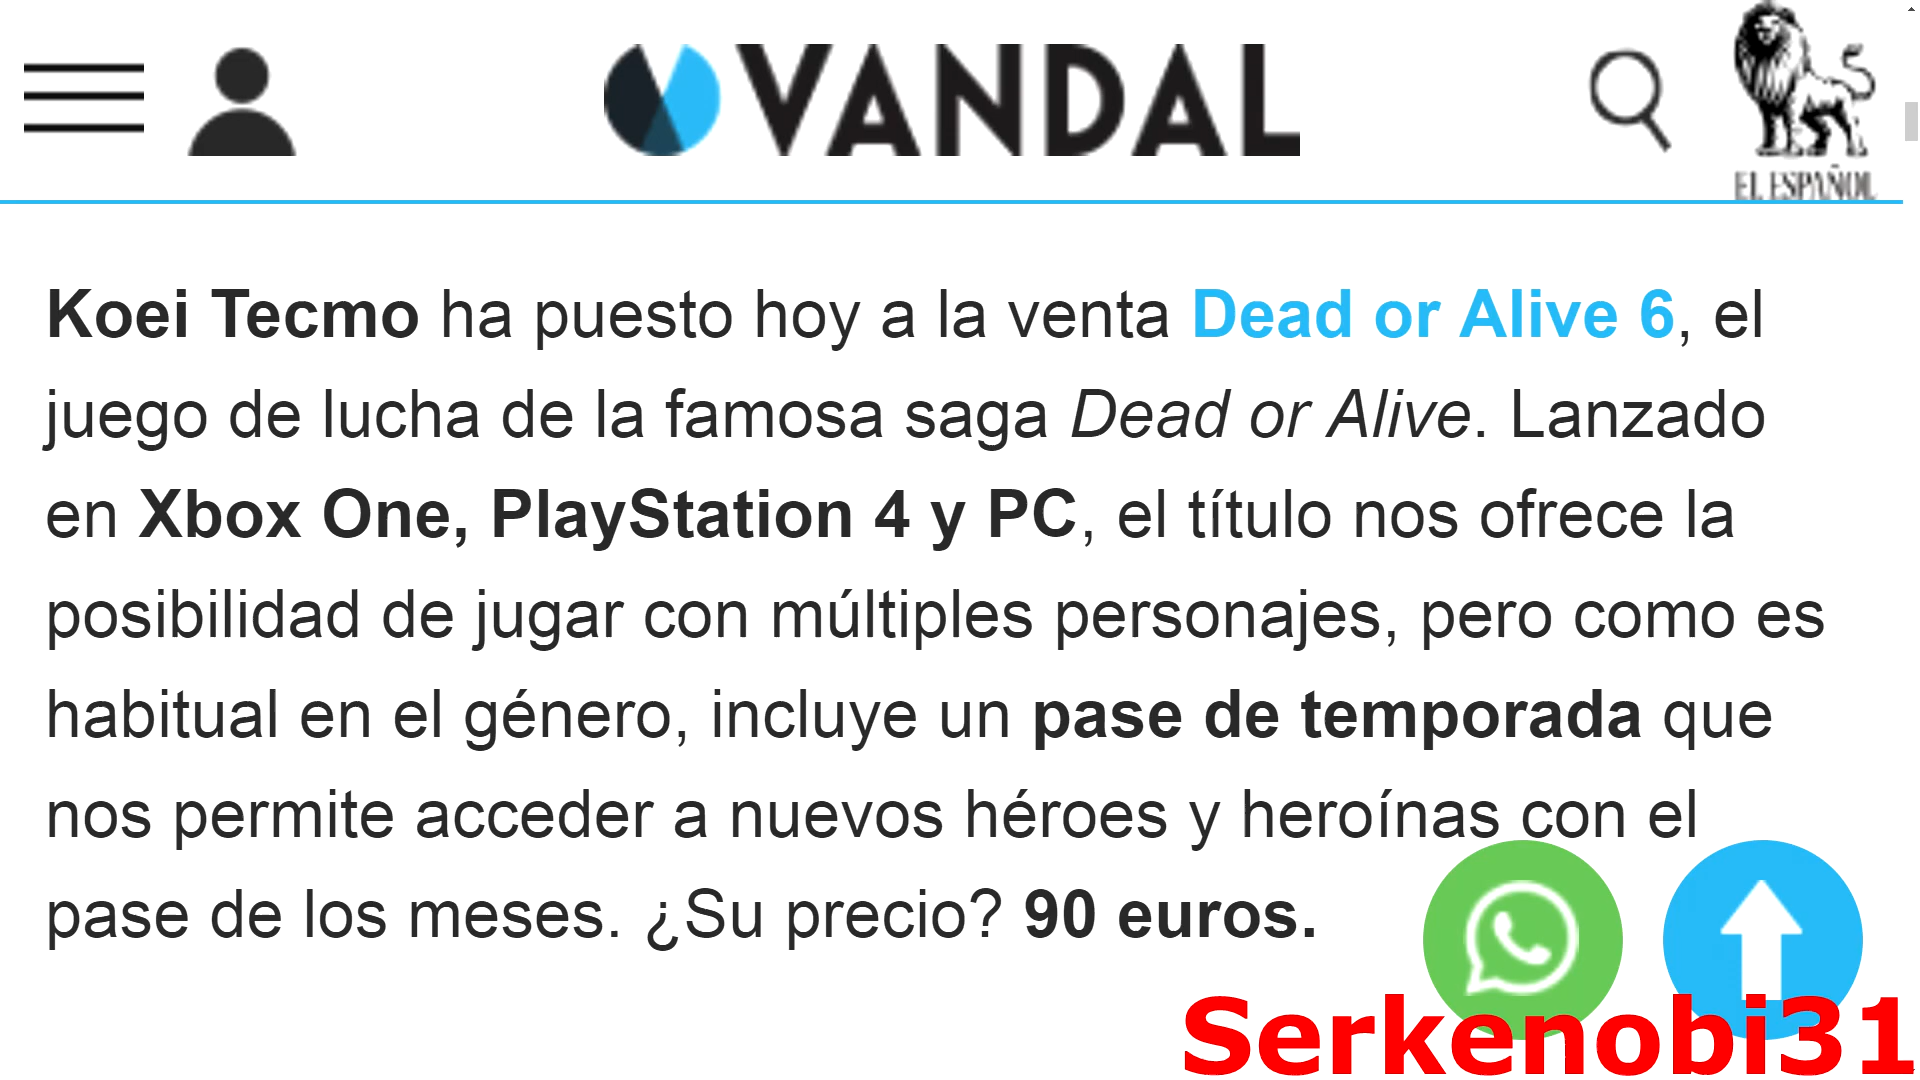 VANDAL
EL ESPAÑOL
Koei Tecmo ha puesto hoy a la venta Dead or Alive 6, el
juego de lucha de la famosa saga Dead or Alive. Lanzado
en Xbox One, PlayStation 4 y PC, el título nos ofrece la
posibilidad de jugar con múltiples personajes, pero como es
habitual en el género, incluye un pase de temporada que
nos permite acceder a nuevos héroes y heroínas con el
pase de los meses. ¿Su precio? 90 euros.
Serkenobi31